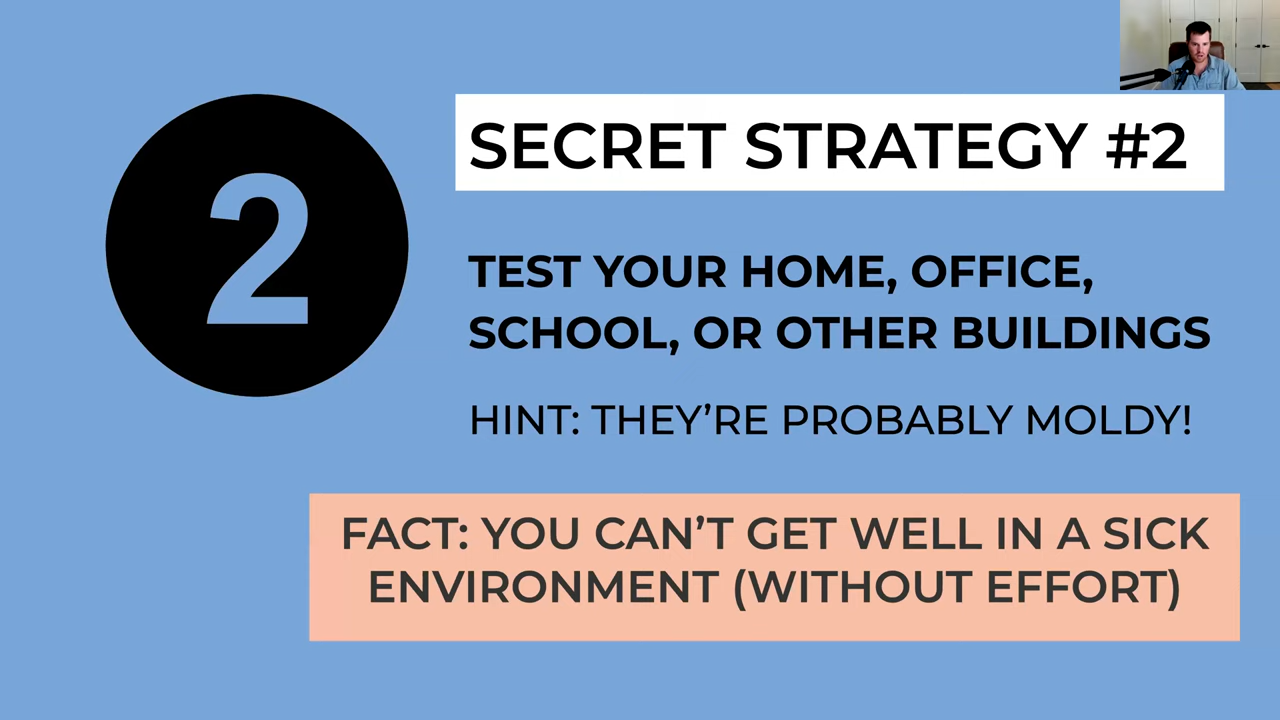 2
SECRET STRATEGY #2
TEST YOUR HOME, OFFICE,
SCHOOL, OR OTHER BUILDINGS
HINT: THEY’RE PROBABLY MOLDY!
FACT: YOU CAN’T GET WELL IN A SICK
ENVIRONMENT (WITHOUT EFFORT)